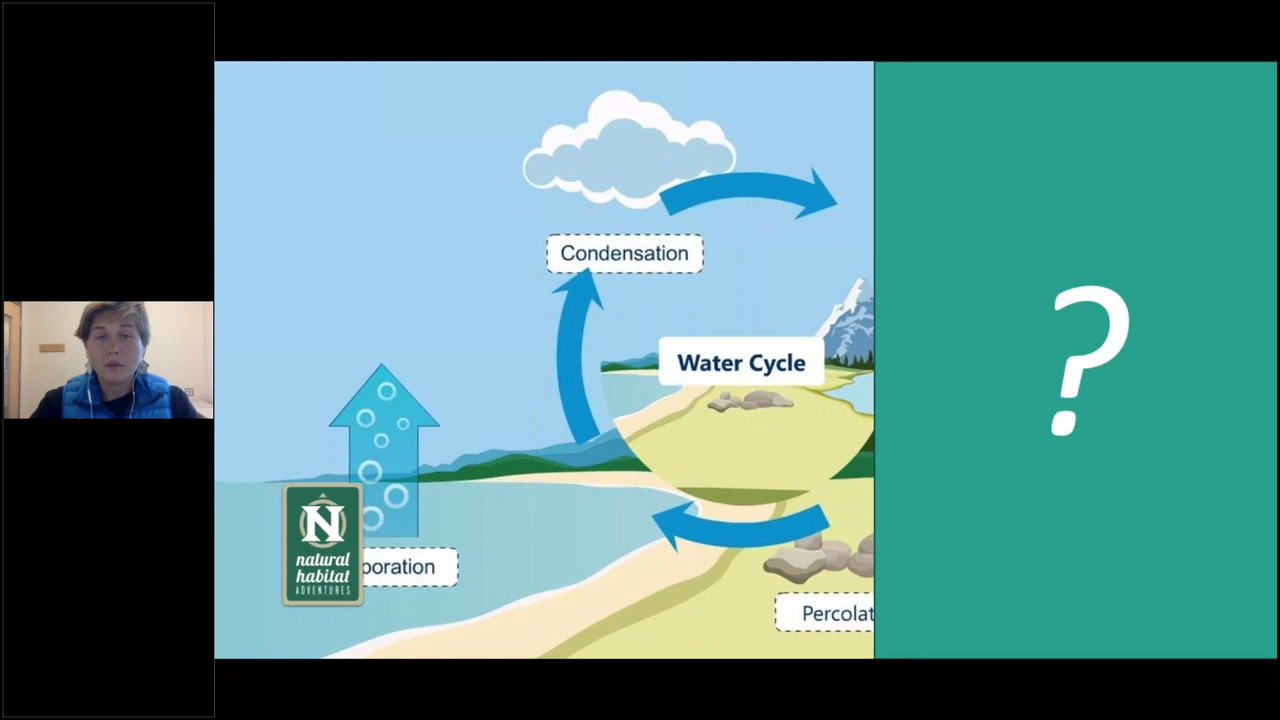 Condensation
Water Cycle
N
natural
habitat
ADVENTURES
poration
Percolat
?